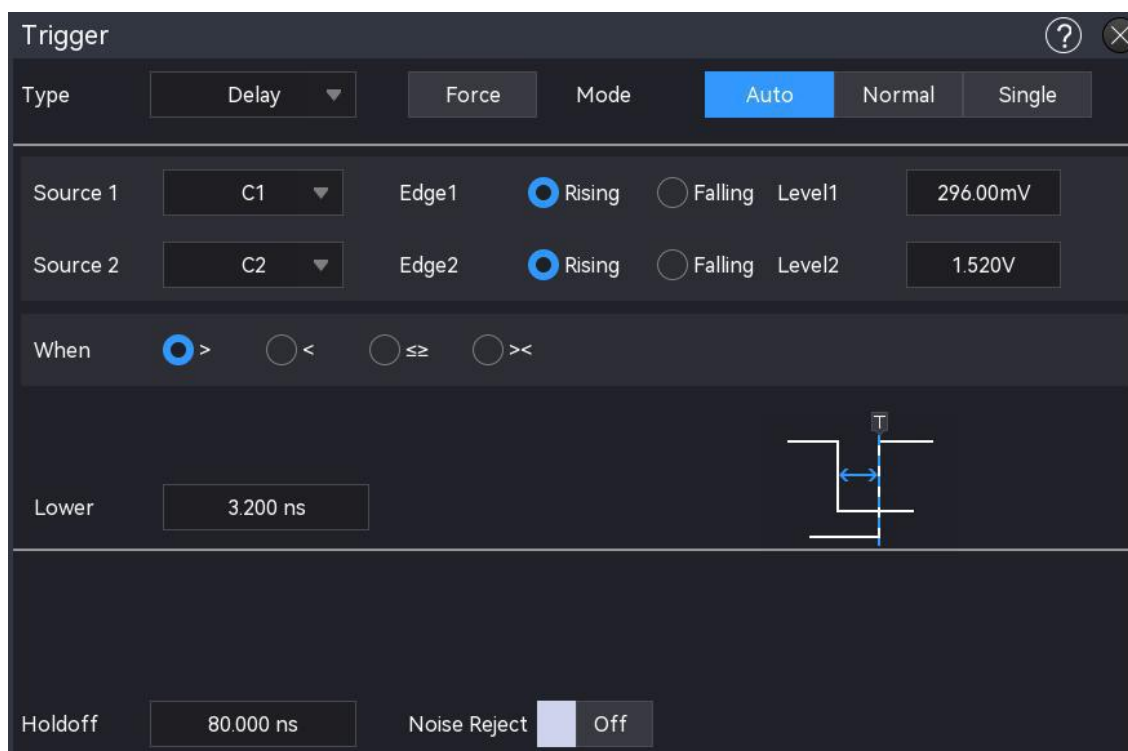 Trigger ?
Type Delay Force Mode Auto Normal Single
Source 1 C1 Edge1 Rising Falling Level1 296.00mV
Source 2 C2 Edge2 Rising Falling Level2 1.520V
When > < ≤≥ ><
T
Lower 3.200 ns
Holdoff 80.000 ns Noise Reject Off